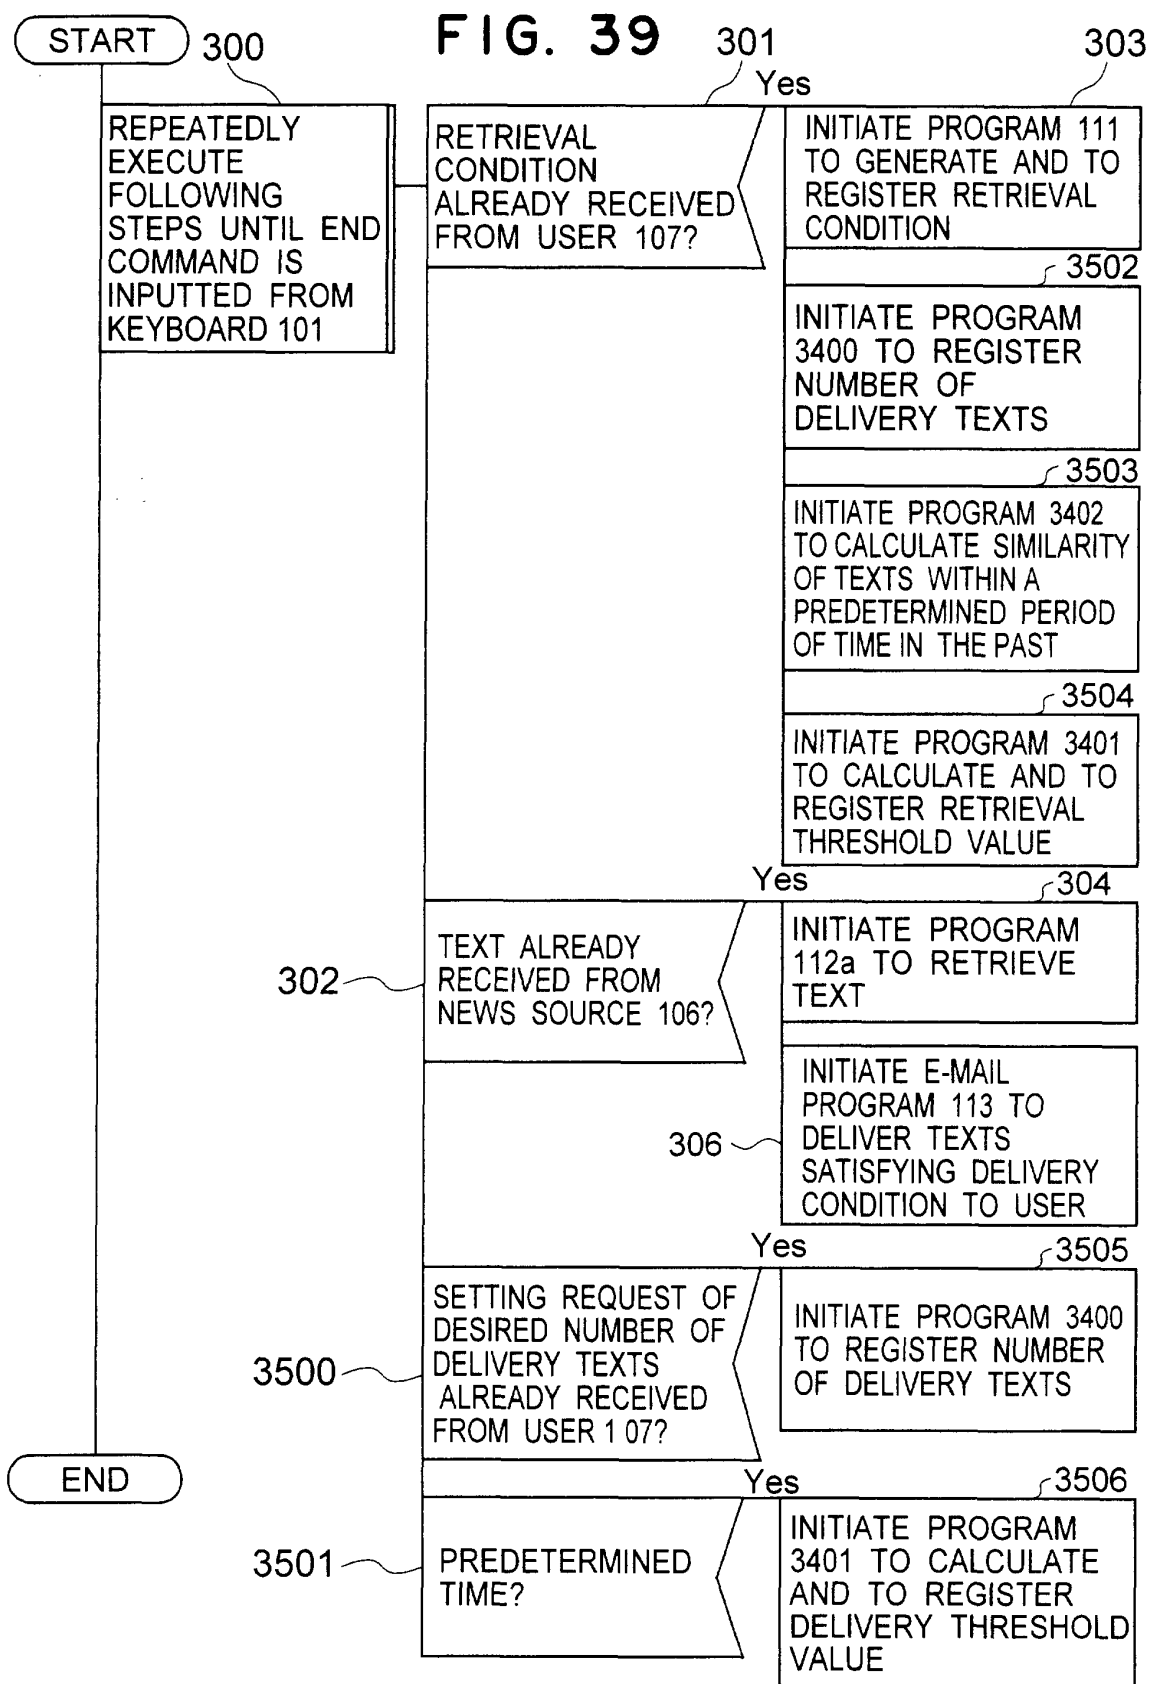 FIG. 39
START
300
REPEATEDLY
EXECUTE
FOLLOWING
STEPS UNTIL END
COMMAND IS
INPUTTED FROM
KEYBOARD 101
301
RETRIEVAL
CONDITION
ALREADY RECEIVED
FROM USER 107?
Yes
303
INITIATE PROGRAM 111
TO GENERATE AND TO
REGISTER RETRIEVAL
CONDITION
3502
INITIATE PROGRAM
3400 TO REGISTER
NUMBER OF
DELIVERY TEXTS
3503
INITIATE PROGRAM 3402
TO CALCULATE SIMILARITY
OF TEXTS WITHIN A
PREDETERMINED PERIOD
OF TIME IN THE PAST
3504
INITIATE PROGRAM 3401
TO CALCULATE AND TO
REGISTER RETRIEVAL
THRESHOLD VALUE
302
TEXT ALREADY
RECEIVED FROM
NEWS SOURCE 106?
Yes
304
INITIATE PROGRAM
112a TO RETRIEVE
TEXT
306
INITIATE E-MAIL
PROGRAM 113 TO
DELIVER TEXTS
SATISFYING DELIVERY
CONDITION TO USER
3500
SETTING REQUEST OF
DESIRED NUMBER OF
DELIVERY TEXTS
ALREADY RECEIVED
FROM USER 1 07?
Yes
3505
INITIATE PROGRAM 3400
TO REGISTER NUMBER
OF DELIVERY TEXTS
END
3501
PREDETERMINED
TIME?
Yes
3506
INITIATE PROGRAM
3401 TO CALCULATE
AND TO REGISTER
DELIVERY THRESHOLD
VALUE